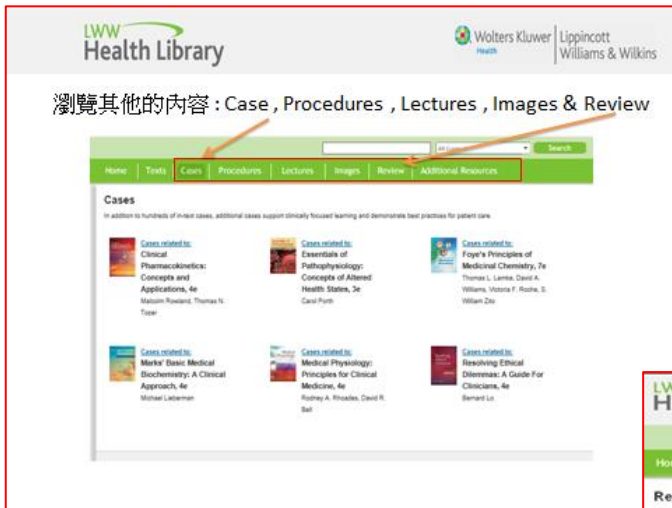 LWW
Health Library
Wolters Kluwer
Health
Lippincott
Williams & Wilkins
瀏覽其他的內容 : Case , Procedures , Lectures , Images & Review
Search
Home Texts Cases Procedures Lectures Images Review Additional Resources
Cases
In addition to hundreds of in-text cases, additional cases support clinically focused learning and demonstrate best practices for patient care.
Cases related to:
Clinical
Pharmacokinetics:
Concepts and
Applications, 4e
Malcolm Rowland, Thomas N.
Tozer
Cases related to:
Essentials of
Pathophysiology:
Concepts of Altered
Health States, 3e
Carol Porth
Cases related to:
Foye's Principles of
Medicinal Chemistry, 7e
Thomas L. Lemke, David A.
Williams, Victoria F. Roche, S.
William Zito
Cases related to:
Marks' Basic Medical
Biochemistry: A Clinical
Approach, 4e
Michael Lieberman
Cases related to:
Medical Physiology:
Principles for Clinical
Medicine, 4e
Rodney A. Rhoades, David R.
Bell
Cases related to:
Resolving Ethical
Dilemmas: A Guide For
Clinicians, 4e
Bernard Lo